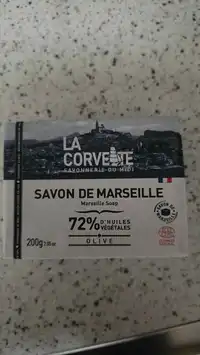 LA
CORVETTE
SAVONNERIE DU MIDI
SAVON DE MARSEILLE
Marseille Soap
72% D'HUILES
VÉGÉTALES
OLIVE
200g